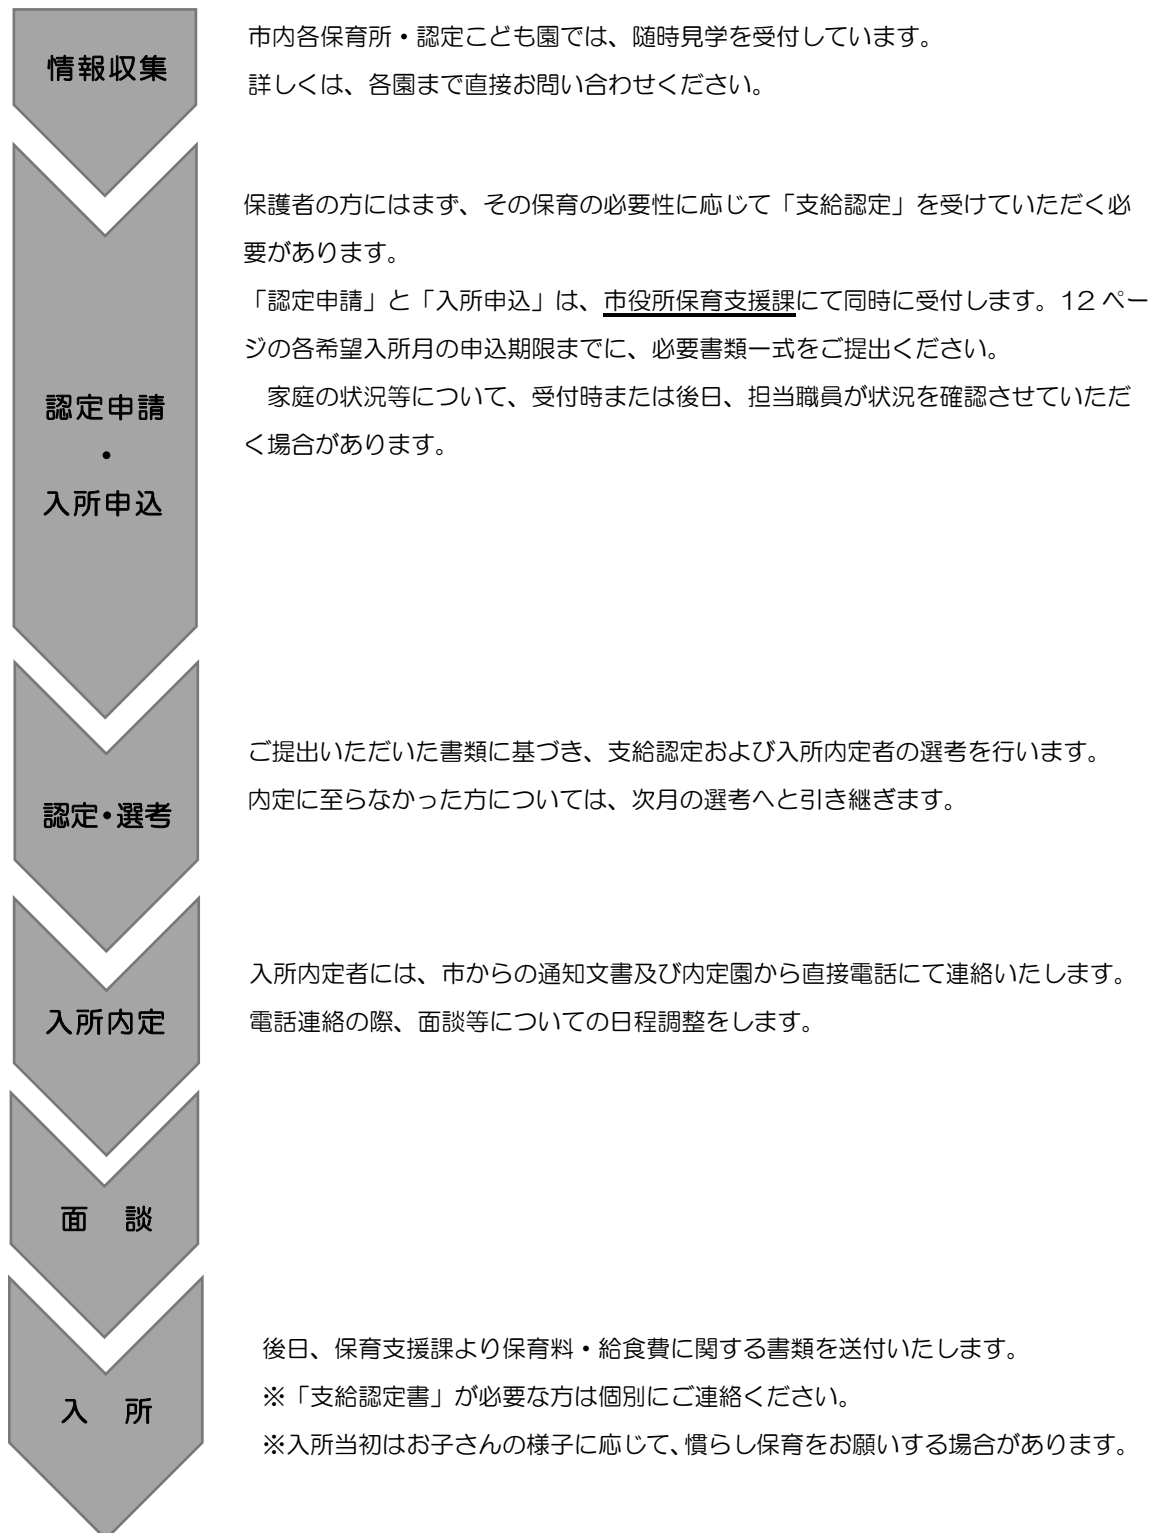 情報収集
市内各保育所・認定こども園では、随時見学を受付しています。
詳しくは、各園まで直接お問い合わせください。
認定申請
・
入所申込
保護者の方にはまず、その保育の必要性に応じて「支給認定」を受けていただく必
要があります。
「認定申請」と「入所申込」は、市役所保育支援課にて同時に受付します。12 ペー
ジの各希望入所月の申込期限までに、必要書類一式をご提出ください。
　家庭の状況等について、受付時または後日、担当職員が状況を確認させていただ
く場合があります。
認定・選考
ご提出いただいた書類に基づき、支給認定および入所内定者の選考を行います。
内定に至らなかった方については、次月の選考へと引き継ぎます。
入所内定
入所内定者には、市からの通知文書及び内定園から直接電話にて連絡いたします。
電話連絡の際、面談等についての日程調整をします。
面　談
入　所
後日、保育支援課より保育料・給食費に関する書類を送付いたします。
※「支給認定書」が必要な方は個別にご連絡ください。
※入所当初はお子さんの様子に応じて、慣らし保育をお願いする場合があります。